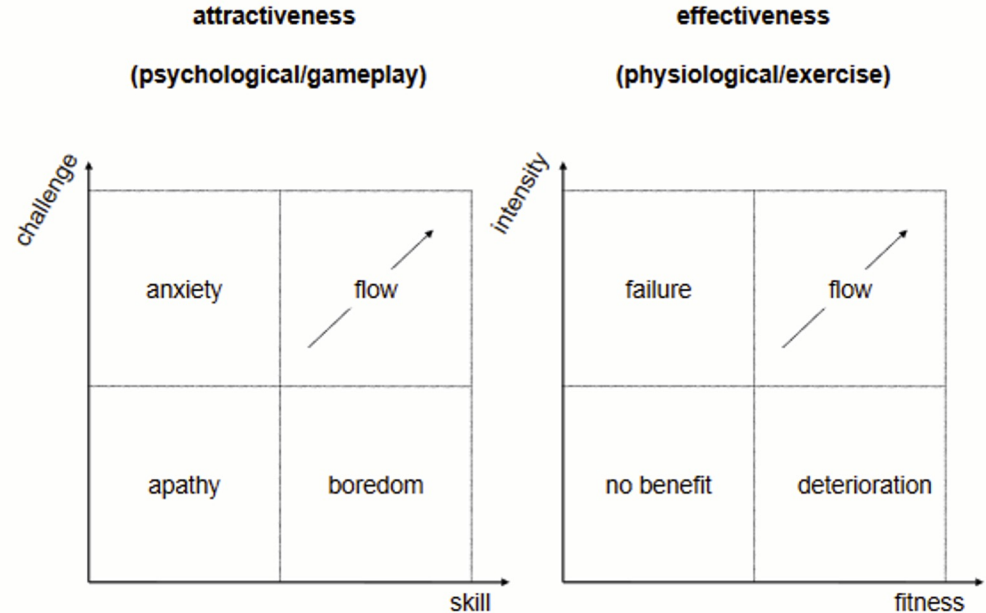 attractiveness
(psychological/gameplay)
challenge
anxiety
flow
apathy
boredom
skill
effectiveness
(physiological/exercise)
intensity
failure
flow
no benefit
deterioration
fitness